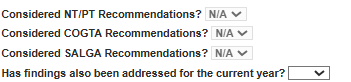 Considered NT/PT Recommendations? N/A
Considered COGTA Recommendations? N/A
Considered SALGA Recommendations? N/A
Has findings also been addressed for the current year?